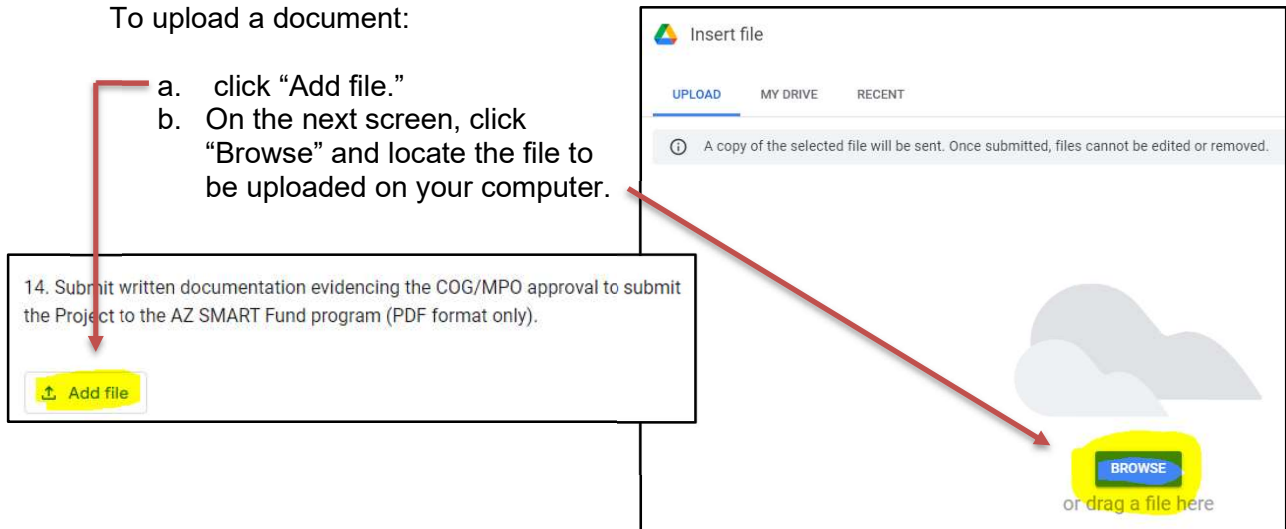 To upload a document:
a. click “Add file.”
b. On the next screen, click
“Browse” and locate the file to
be uploaded on your computer.
14. Submit written documentation evidencing the COG/MPO approval to submit
the Project to the AZ SMART Fund program (PDF format only).
Add file
Insert file
UPLOAD MY DRIVE RECENT
A copy of the selected file will be sent. Once submitted, files cannot be edited or removed.
BROWSE
or drag a file here